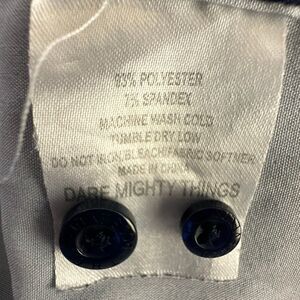 93% POLYESTER
7% SPANDEX
MACHINE WASH COLD
TUMBLE DRY LOW
DO NOT IRON/BLEACH/FABRIC SOFTNER
MADE IN CHINA
DARE MIGHTY THINGS